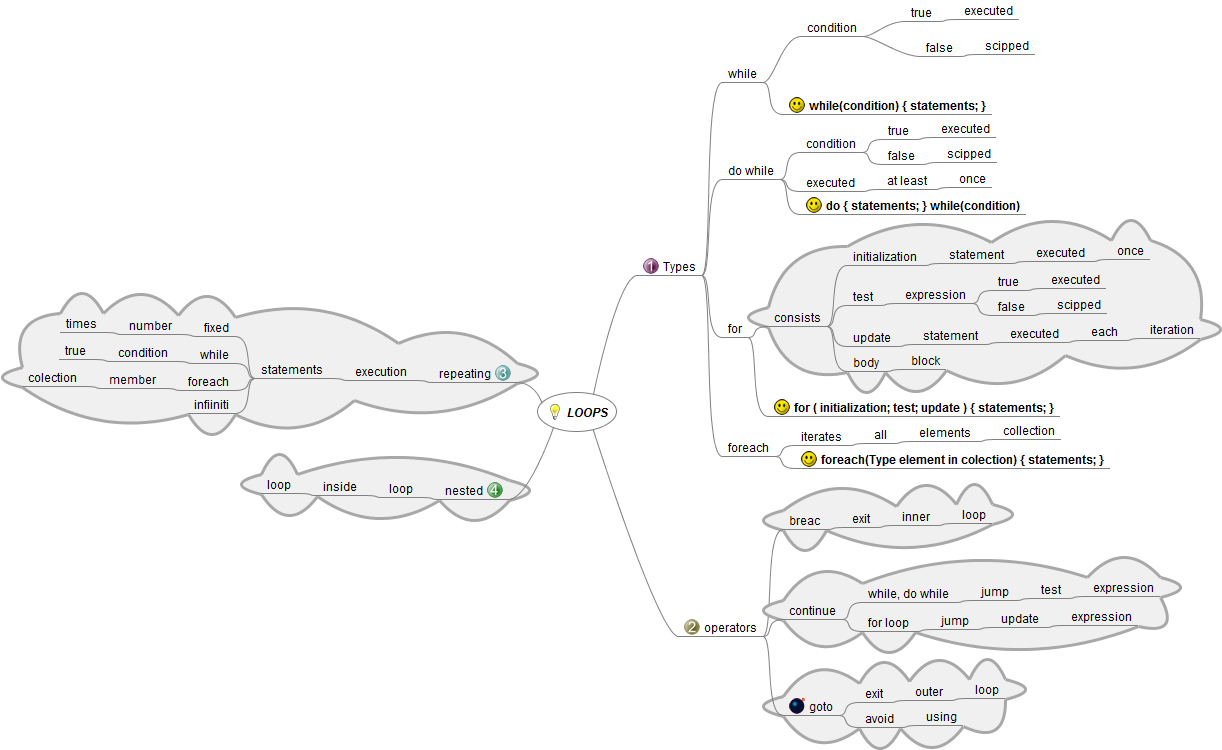 LOOPS
1 Types
while
condition
true executed
false scipped
while(condition) { statements; }
do while
condition
true executed
false scipped
executed at least once
do { statements; } while(condition)
for
consists
initialization statement executed once
test expression
true executed
false scipped
update statement executed each iteration
body block
for ( initialization; test; update ) { statements; }
foreach
iterates all elements collection
foreach(Type element in colection) { statements; }
2 operators
breac exit inner loop
continue
while, do while jump test expression
for loop jump update expression
goto
exit outer loop
avoid using
repeating 3
execution
statements
times number fixed
true condition while
colection member foreach
infiiniti
loop inside loop nested 4